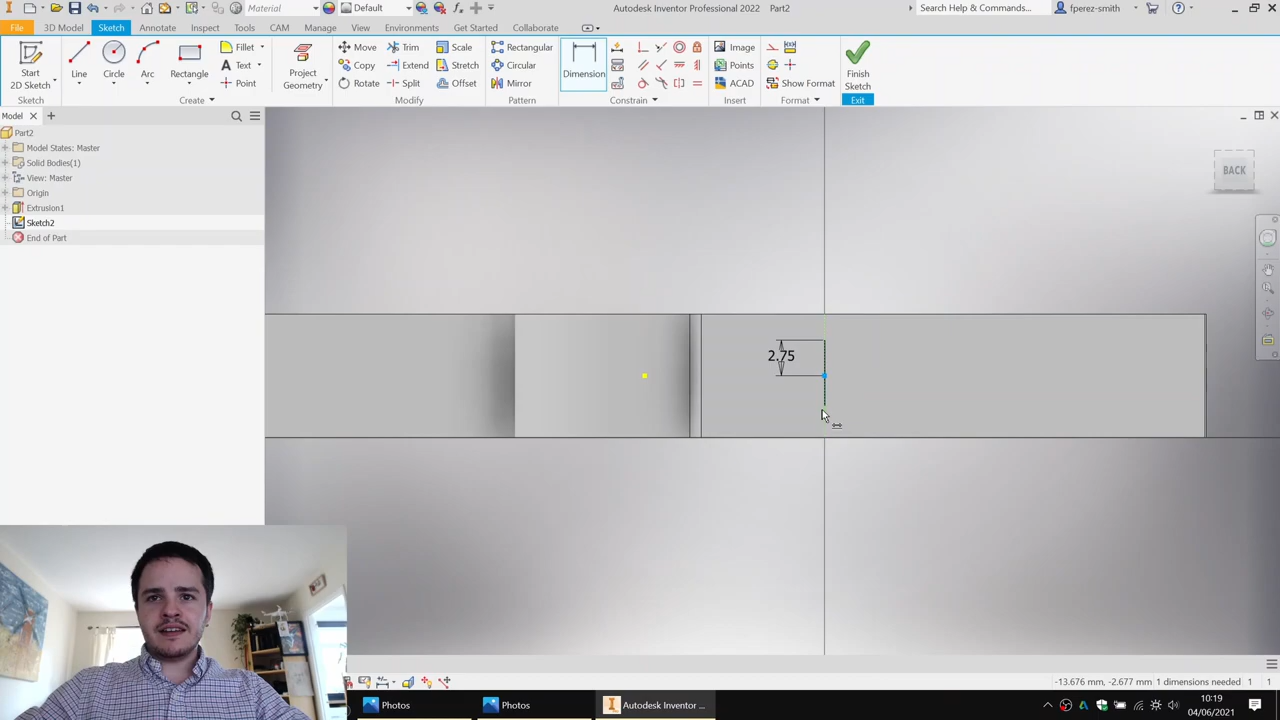 Material Default Autodesk Inventor Professional 2022 Part2 Search Help & Commands... fperez-smith
File 3D Model Sketch Annotate Inspect Tools CAM Manage View Environments Get Started Collaborate
Start 2D Sketch Line Circle Arc Rectangle Fillet Text Point Project Geometry Move Copy Rotate Trim Extend Split Scale Stretch Offset Rectangular Circular Mirror Dimension Image Points ACAD Show Format Finish Sketch
Sketch Create Modify Pattern Constrain Insert Format Exit
Model
Part2
Model States: Master
Solid Bodies(1)
View: Master
Origin
Extrusion1
Sketch2
End of Part
BACK
2.75
-13.676 mm, -2.677 mm 1 dimensions needed 1 1
Photos Photos Autodesk Inventor ... 10:19
04/06/2021